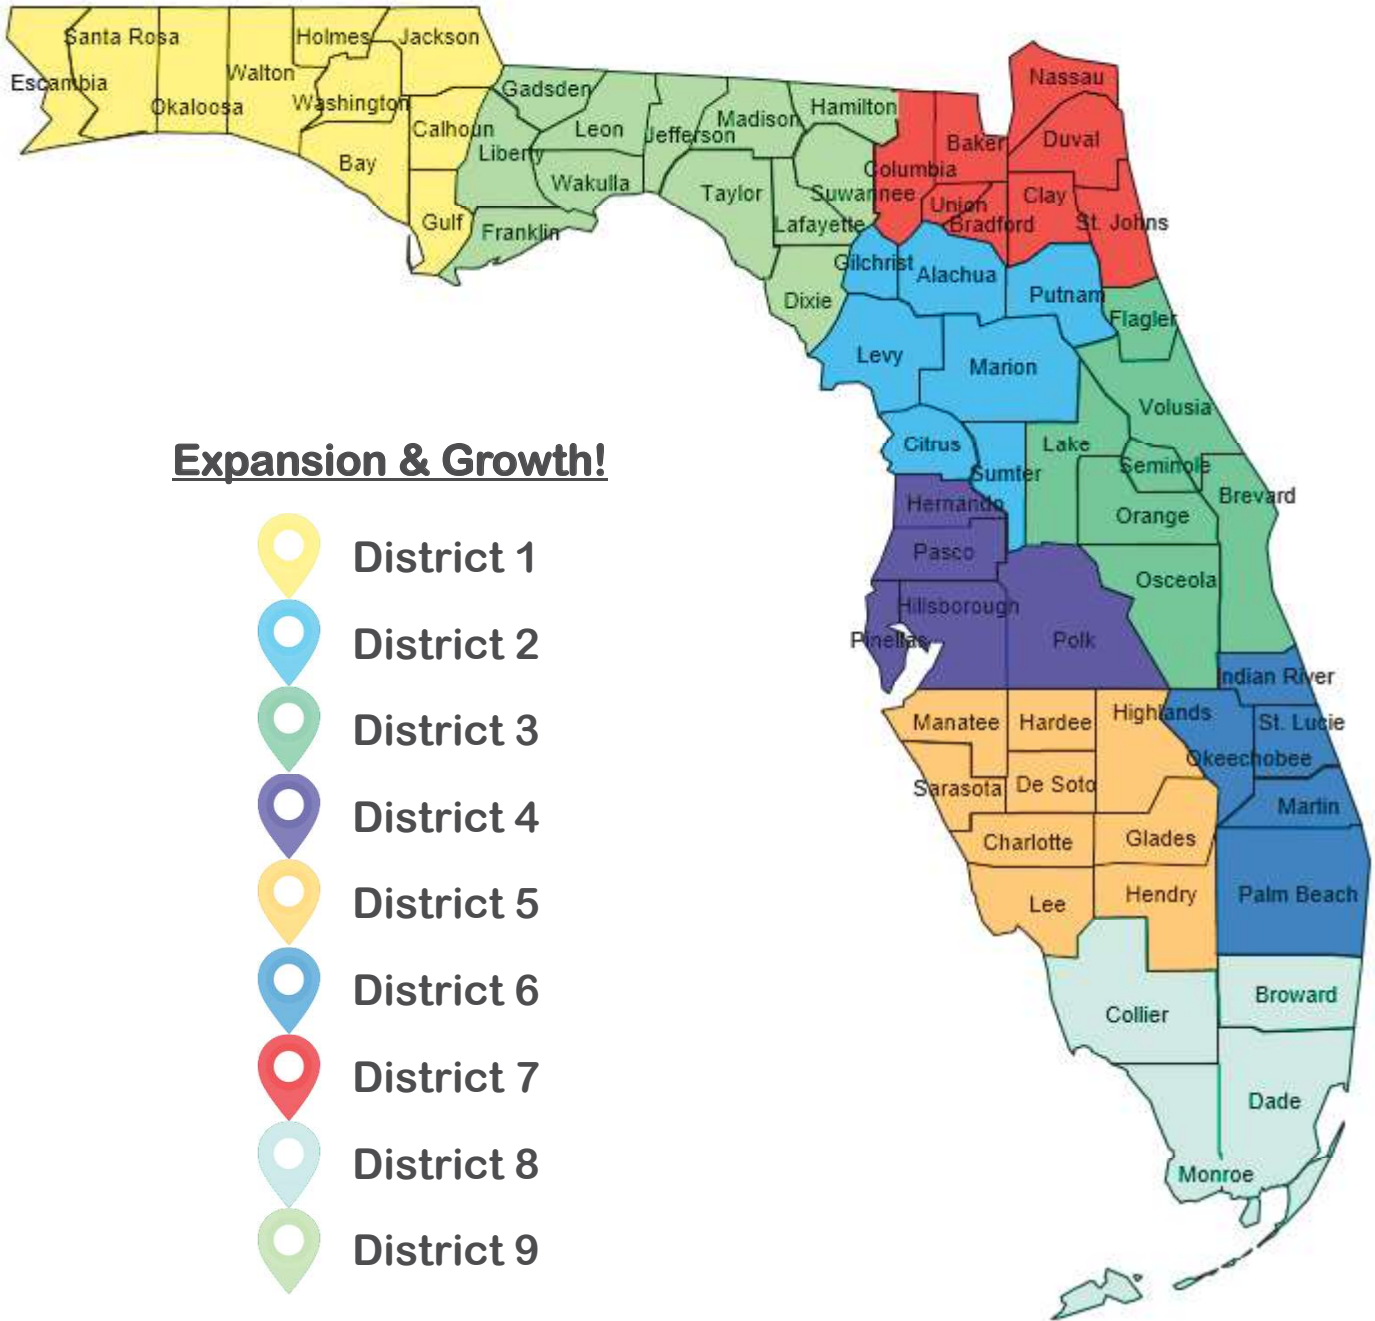 Santa Rosa
Holmes
Jackson
Escambia
Walton
Okaloosa
Washington
Bay
Calhoun
Gulf
Gadsden
Liberty
Leon
Wakulla
Franklin
Jefferson
Madison
Hamilton
Taylor
Suwannee
Lafayette
Dixie
Nassau
Baker
Duval
Columbia
Union
Bradford
Clay
St. Johns
Gilchrist
Alachua
Putnam
Flagler
Levy
Marion
Volusia
Citrus
Sumter
Lake
Seminole
Orange
Brevard
Hernando
Pasco
Osceola
Hillsborough
Pinellas
Polk
Indian River
Manatee
Hardee
Highlands
St. Lucie
Okeechobee
Sarasota
De Soto
Martin
Charlotte
Glades
Lee
Hendry
Palm Beach
Collier
Broward
Dade
Monroe
Expansion & Growth!
District 1
District 2
District 3
District 4
District 5
District 6
District 7
District 8
District 9